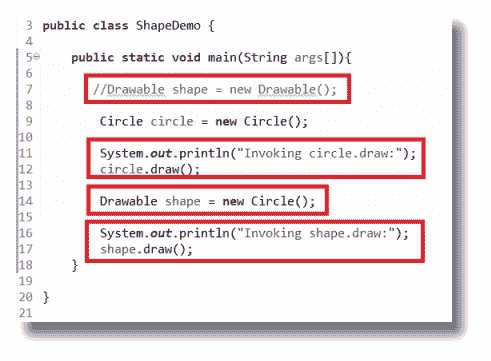 3 public class ShapeDemo {
4
5 public static void main(String args[]){
6
7 //Drawable shape = new Drawable();
8
9 Circle circle = new Circle();
10
11 System.out.println("Invoking circle.draw:");
12 circle.draw();
13
14 Drawable shape = new Circle();
15
16 System.out.println("Invoking shape.draw:");
17 shape.draw();
18 }
19
20 }
21